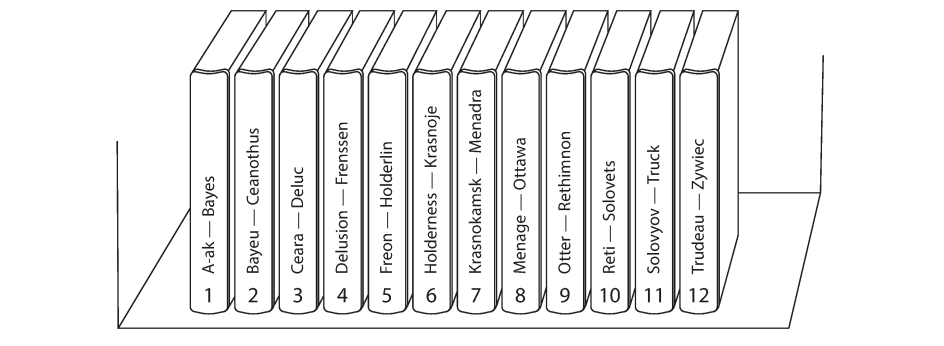 A-ak — Bayes
1
Bayeu — Ceanothus
2
Ceara — Deluc
3
Delusion — Frenssen
4
Freon — Holderlin
5
Holderness — Krasnoje
6
Krasnokamsk — Menadra
7
Menage — Ottawa
8
Otter — Rethimnon
9
Reti — Solovets
10
Solovyov — Truck
11
Trudeau — Zywiec
12